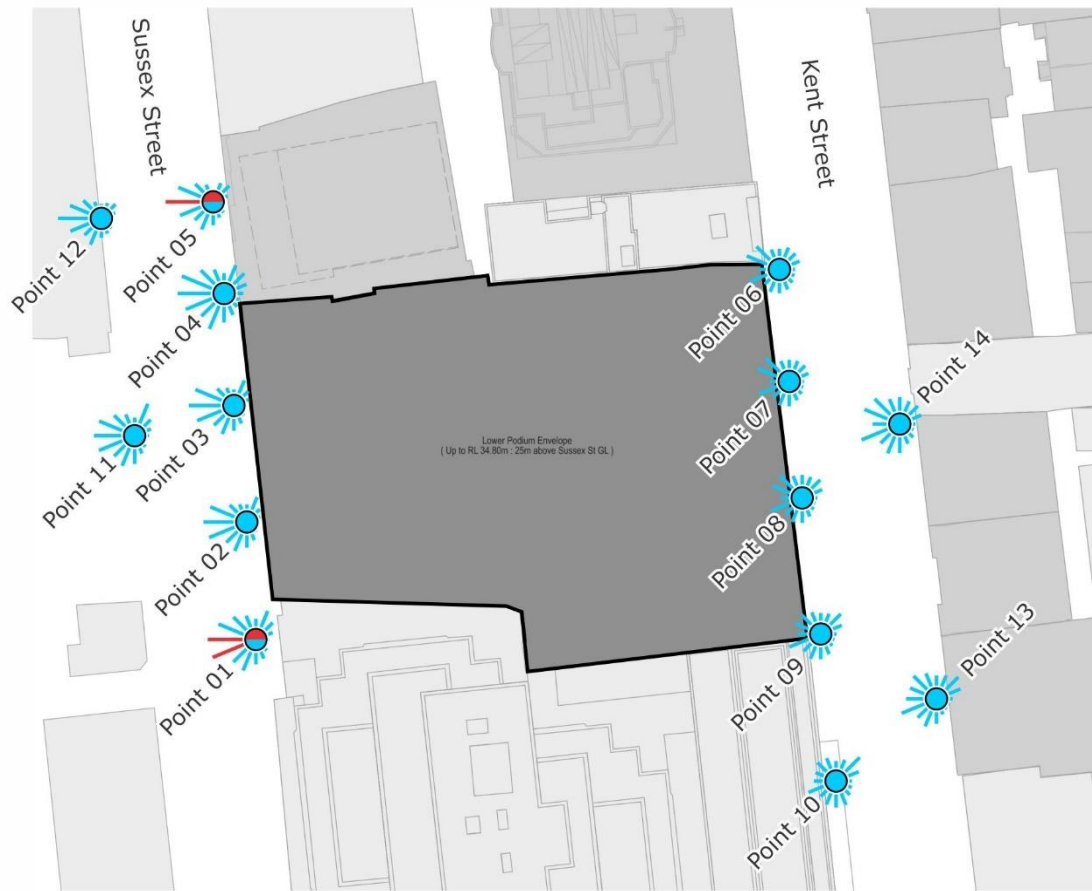 Sussex Street
Kent Street
Point 12
Point 05
Point 04
Point 06
Point 14
Point 03
Point 07
Point 11
Lower Podium Envelope
( Up to RL 34.80m : 25m above Sussex St GL )
Point 02
Point 08
Point 01
Point 09
Point 13
Point 10